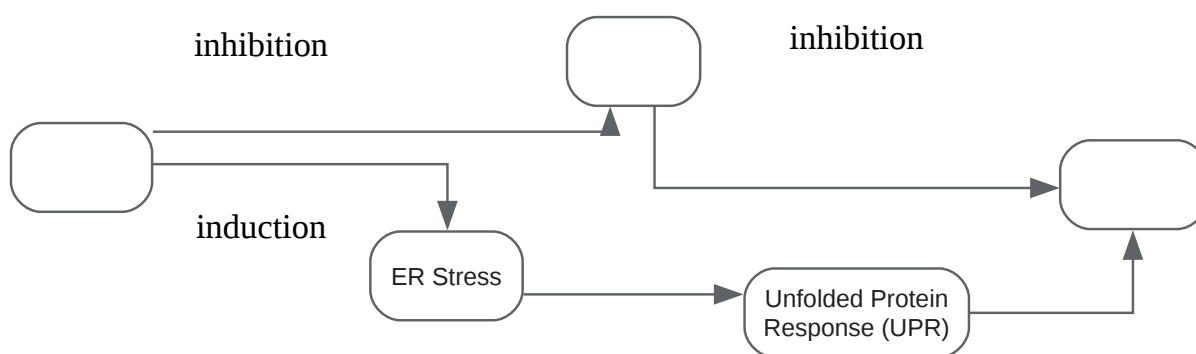 inhibition
inhibition
induction
ER Stress
Unfolded Protein
Response (UPR)